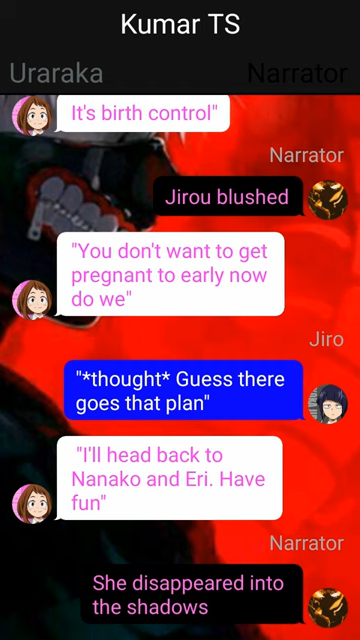 Kumar TS
Uraraka
Narrator
It's birth control"
Narrator
Jirou blushed
"You don't want to get
pregnant to early now
do we"
Jiro
"*thought* Guess there
goes that plan"
"I'll head back to
Nanako and Eri. Have
fun"
Narrator
She disappeared into
the shadows